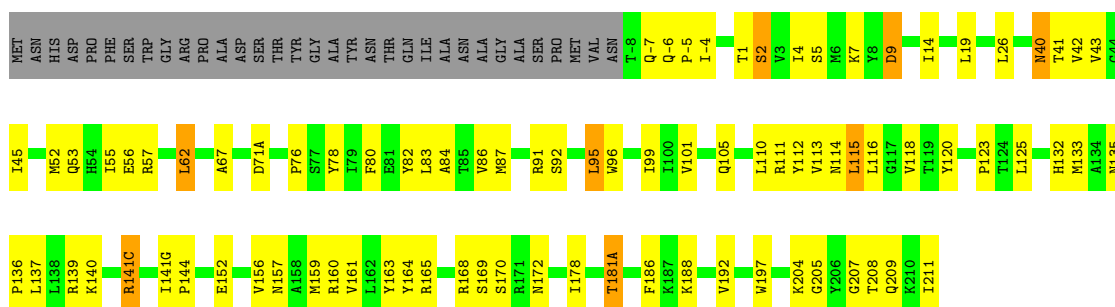 MET ASN HIS ASP PRO PHE SER TRP GLY ARG PRO ALA ASP SER THR TYR GLY ALA TYR ASN THR GLN ILE ALA ASN ALA GLY ALA SER PRO MET VAL ASN T-8 Q-7 Q-6 P-5 I-4 T1 S2 V3 I4 S5 M6 K7 Y8 D9 I14 L19 L26 N40 T41 V42 V43 G44
I45 M52 Q53 H54 I55 E56 R57 L62 A67 D71A P76 S77 Y78 I79 F80 E81 Y82 L83 A84 T85 V86 M87 R91 S92 L95 W96 I99 I100 V101 Q105 L110 R111 Y112 V113 N114 L115 L116 G117 V118 T119 Y120 P123 T124 L125 H132 M133 A134 N135
P136 L137 L138 R139 K140 R141C I141G P144 E152 V156 N157 A158 M159 R160 V161 L162 Y163 Y164 R165 R168 S169 S170 R171 N172 I178 T181A F186 K187 K188 V192 W197 K204 G205 Y206 G207 T208 Q209 K210 I211